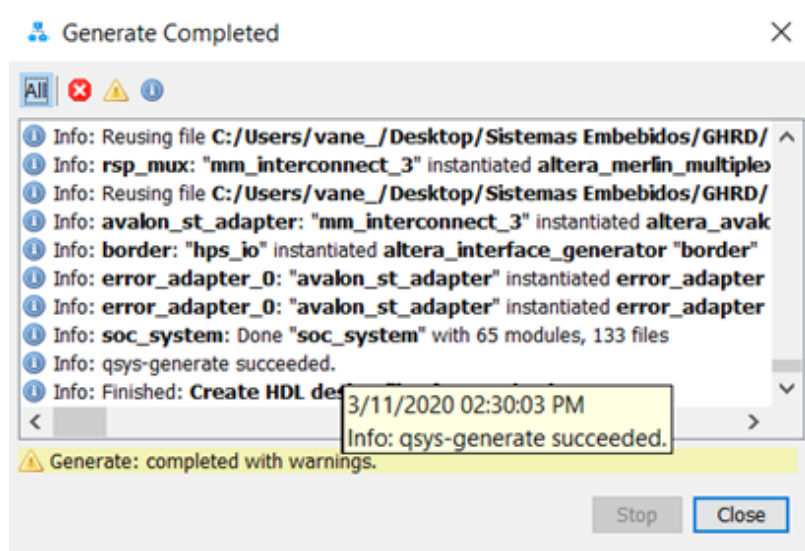 Generate Completed
All
Info: Reusing file C:/Users/vane_/Desktop/Sistemas Embebidos/GHRD/
Info: rsp_mux: "mm_interconnect_3" instantiated altera_merlin_multiplex
Info: Reusing file C:/Users/vane_/Desktop/Sistemas Embebidos/GHRD/
Info: avalon_st_adapter: "mm_interconnect_3" instantiated altera_avalk
Info: border: "hps_io" instantiated altera_interface_generator "border"
Info: error_adapter_0: "avalon_st_adapter" instantiated error_adapter
Info: error_adapter_0: "avalon_st_adapter" instantiated error_adapter
Info: soc_system: Done "soc_system" with 65 modules, 133 files
Info: qsys-generate succeeded.
Info: Finished: Create HDL
3/11/2020 02:30:03 PM
Info: qsys-generate succeeded.
Generate: completed with warnings.
Stop
Close